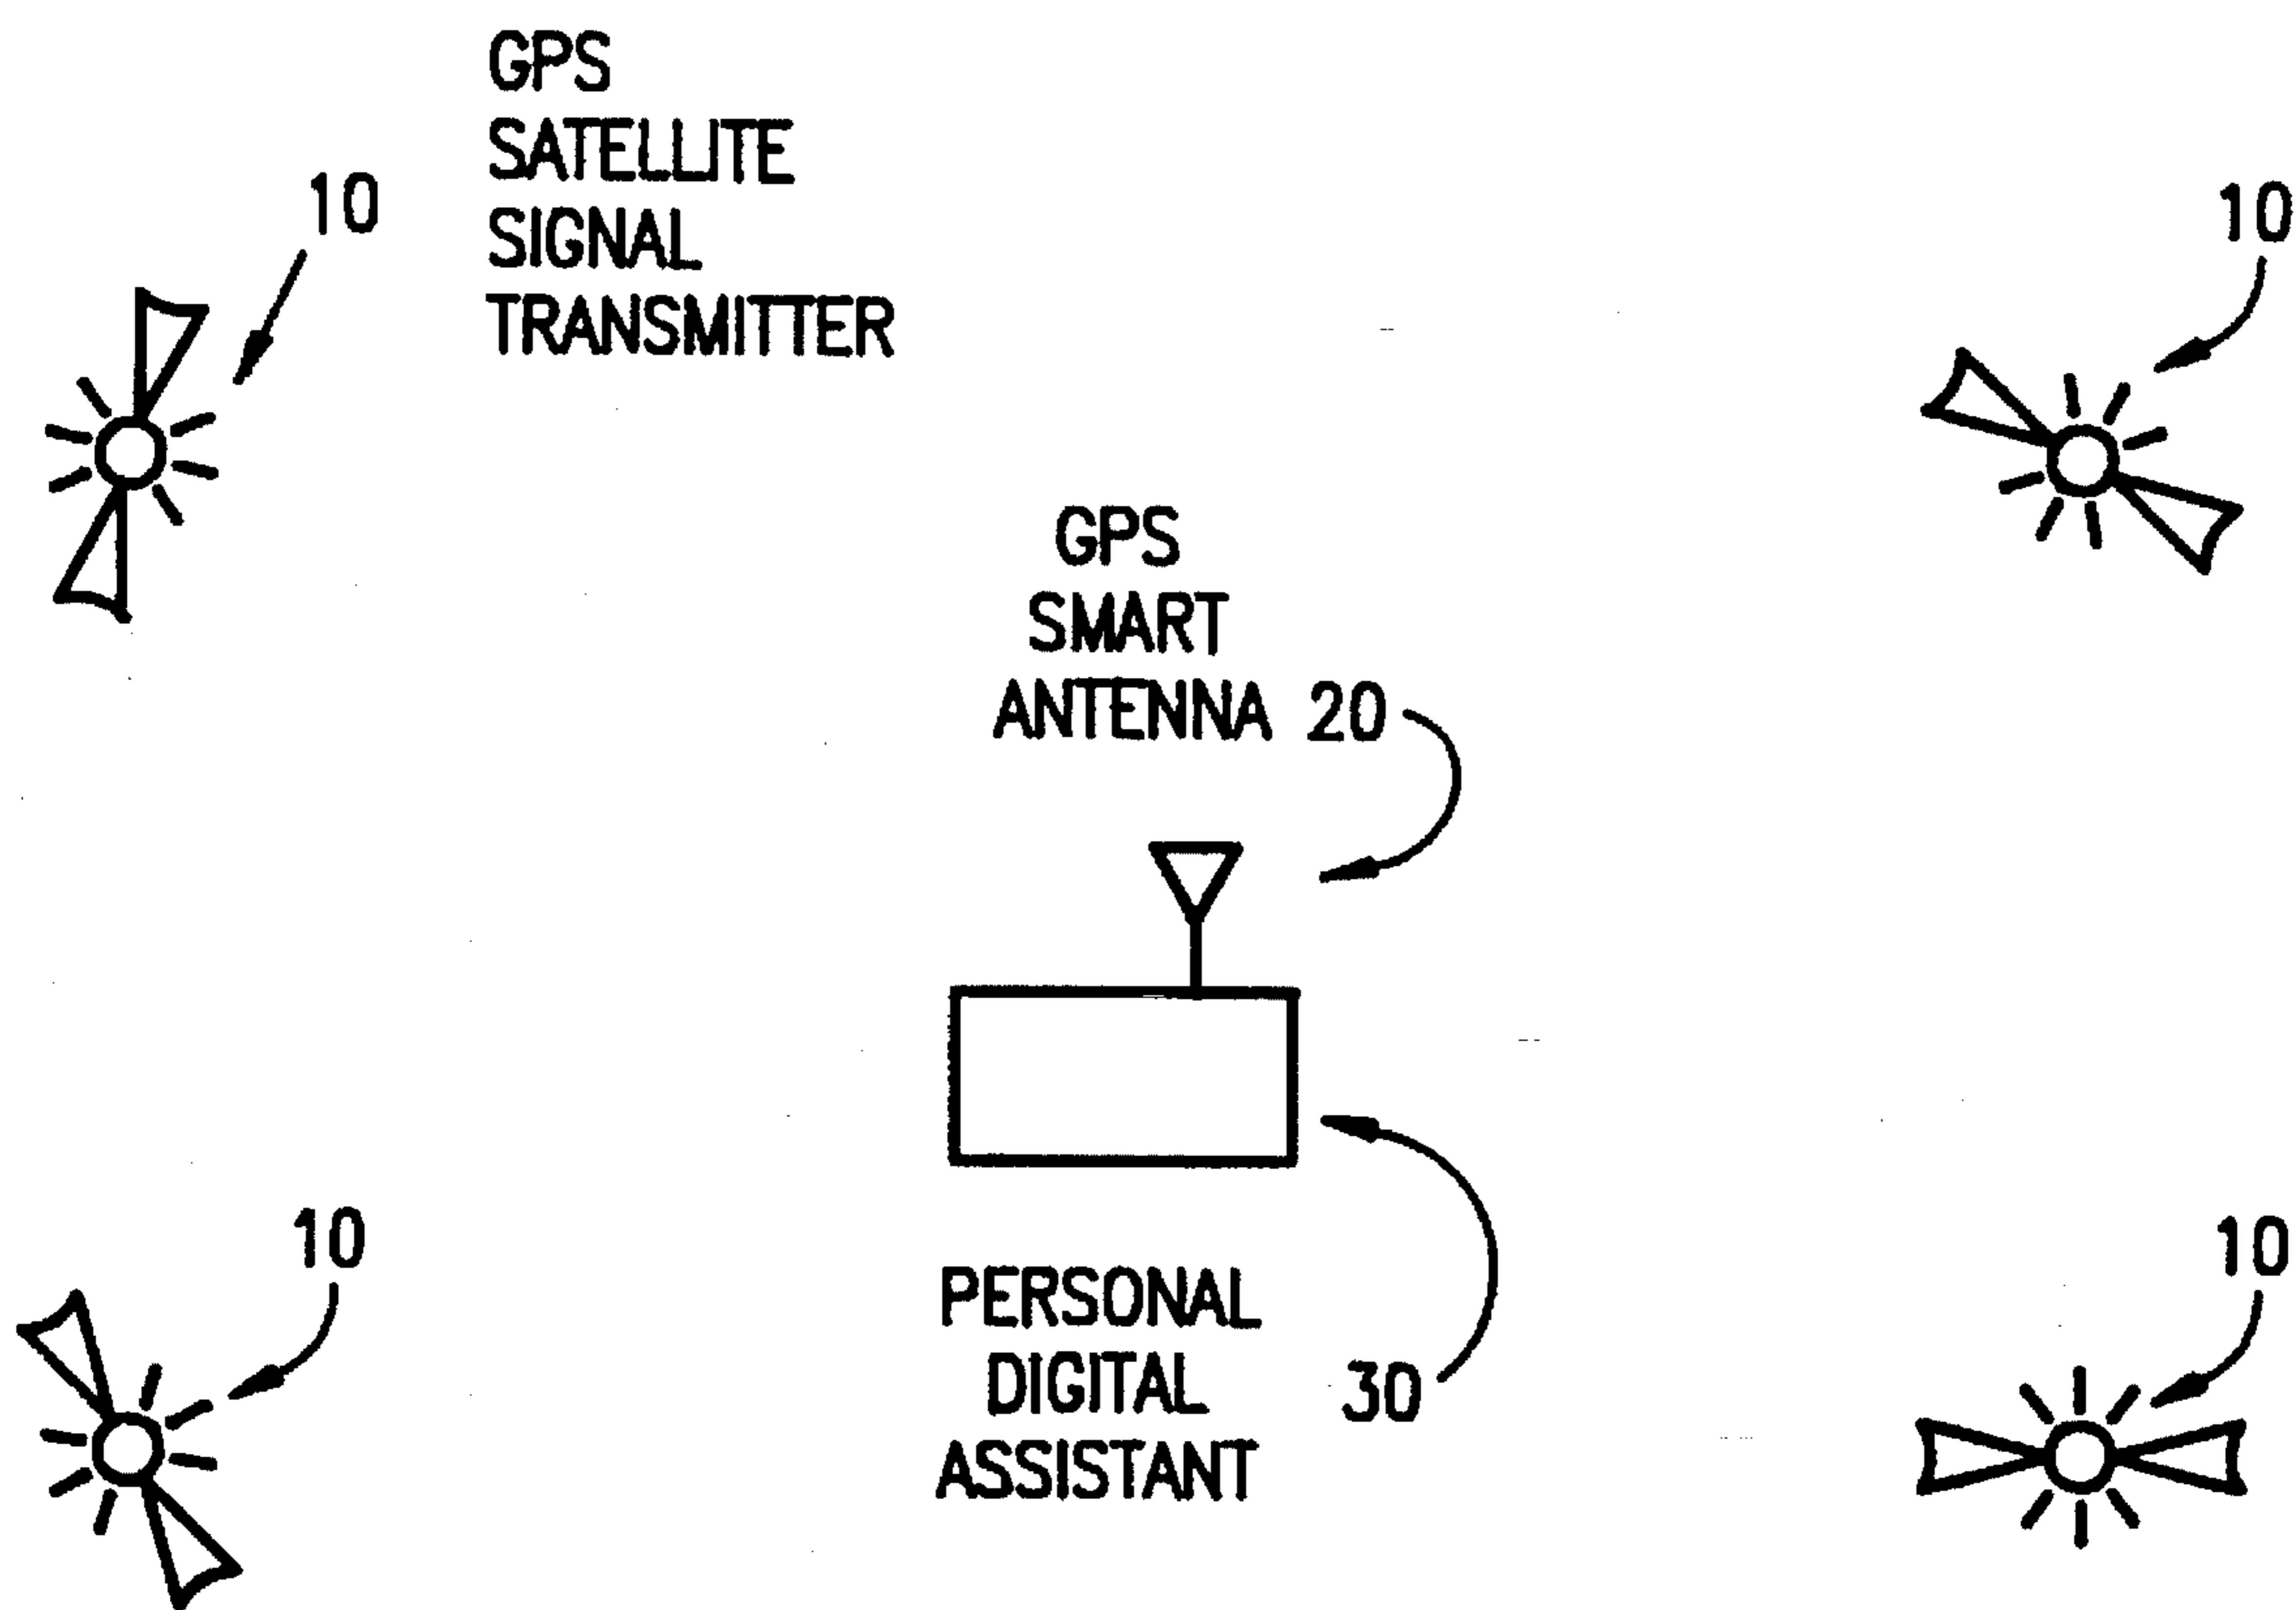 GPS
SATELLITE
SIGNAL
TRANSMITTER
10
10
GPS
SMART
ANTENNA 20
10
10
PERSONAL
DIGITAL
ASSISTANT
30